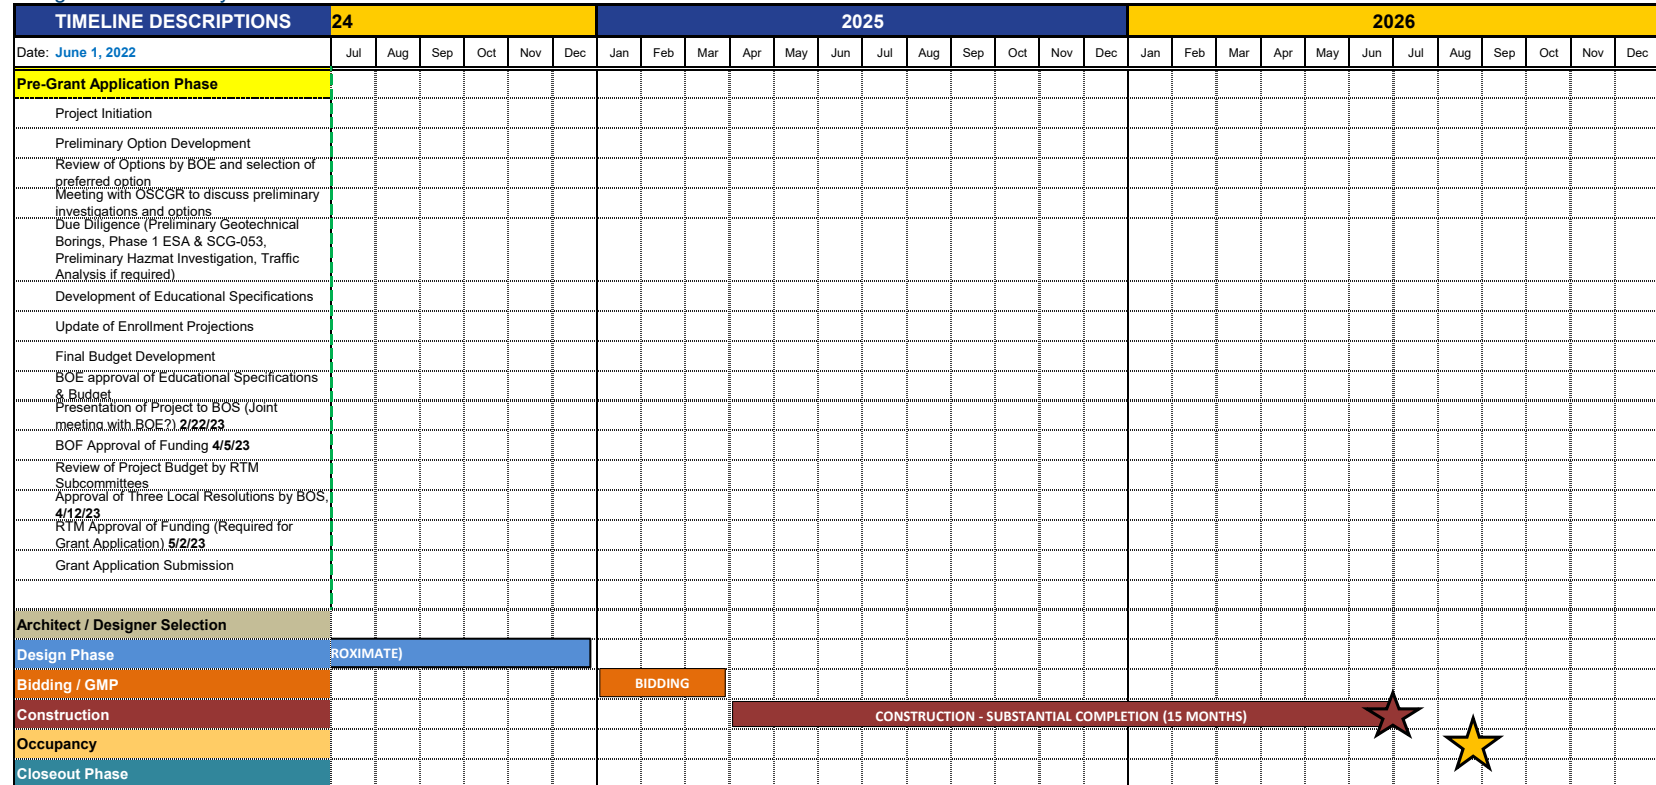 TIMELINE DESCRIPTIONS 24 2025 2026
Date: June 1, 2022 Jul Aug Sep Oct Nov Dec Jan Feb Mar Apr May Jun Jul Aug Sep Oct Nov Dec Jan Feb Mar Apr May Jun Jul Aug Sep Oct Nov Dec
Pre-Grant Application Phase
Project Initiation
Preliminary Option Development
Review of Options by BOE and selection of
preferred option
Meeting with OSCGR to discuss preliminary
investigations and options
Due Diligence (Preliminary Geotechnical
Borings, Phase 1 ESA & SCG-053,
Preliminary Hazmat Investigation, Traffic
Analysis if required)
Development of Educational Specifications
Update of Enrollment Projections
Final Budget Development
BOE approval of Educational Specifications
& Budget
Presentation of Project to BOS (Joint
meeting with BOE?) 2/22/23
BOF Approval of Funding 4/5/23
Review of Project Budget by RTM
Subcommittees
Approval of Three Local Resolutions by BOS,
4/12/23
RTM Approval of Funding (Required for
Grant Application) 5/2/23
Grant Application Submission
Architect / Designer Selection
Design Phase ROXIMATE)
Bidding / GMP BIDDING
Construction CONSTRUCTION - SUBSTANTIAL COMPLETION (15 MONTHS)
Occupancy
Closeout Phase